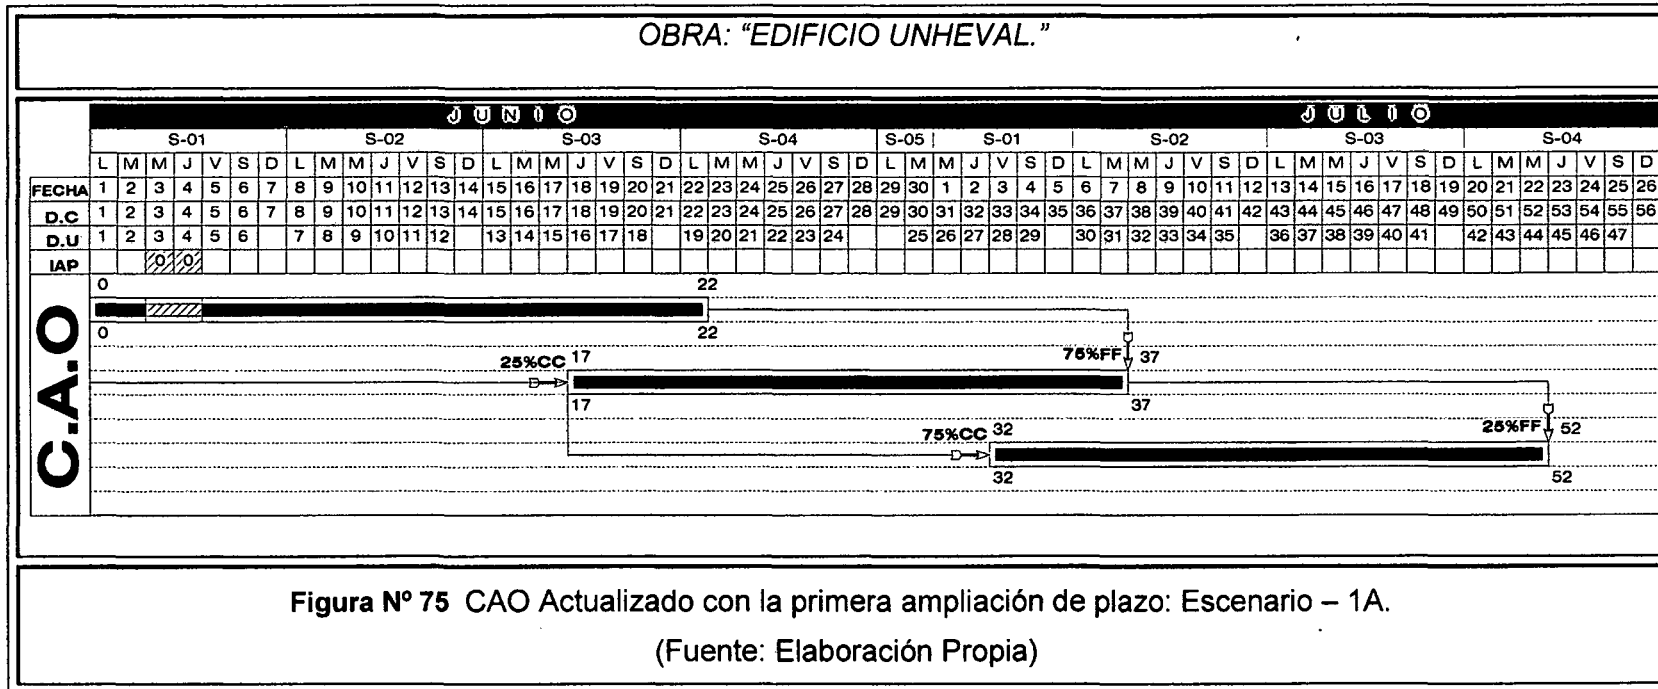 OBRA: “EDIFICIO UNHEVAL.”
JUNIO JULIO
S-01 S-02 S-03 S-04 S-05 S-01 S-02 S-03 S-04
L M M J V S D L M M J V S D L M M J V S D L M M J V S D L M M J V S D L M M J V S D L M M J V S D L M M J V S D
FECHA 1 2 3 4 5 6 7 8 9 10 11 12 13 14 15 16 17 18 19 20 21 22 23 24 25 26 27 28 29 30 1 2 3 4 5 6 7 8 9 10 11 12 13 14 15 16 17 18 19 20 21 22 23 24 25 26
D.C 1 2 3 4 5 6 7 8 9 10 11 12 13 14 15 16 17 18 19 20 21 22 23 24 25 26 27 28 29 30 31 32 33 34 35 36 37 38 39 40 41 42 43 44 45 46 47 48 49 50 51 52 53 54 55 56
D.U 1 2 3 4 5 6 7 8 9 10 11 12 13 14 15 16 17 18 19 20 21 22 23 24 25 26 27 28 29 30 31 32 33 34 35 36 37 38 39 40 41 42 43 44 45 46 47
IAP 0 0
C.A.O
0 22
0 22
25%CC 17 75%FF 37
17 37
75%CC 32 25%FF 52
32 52
Figura Nº 75 CAO Actualizado con la primera ampliación de plazo: Escenario – 1A.
(Fuente: Elaboración Propia)